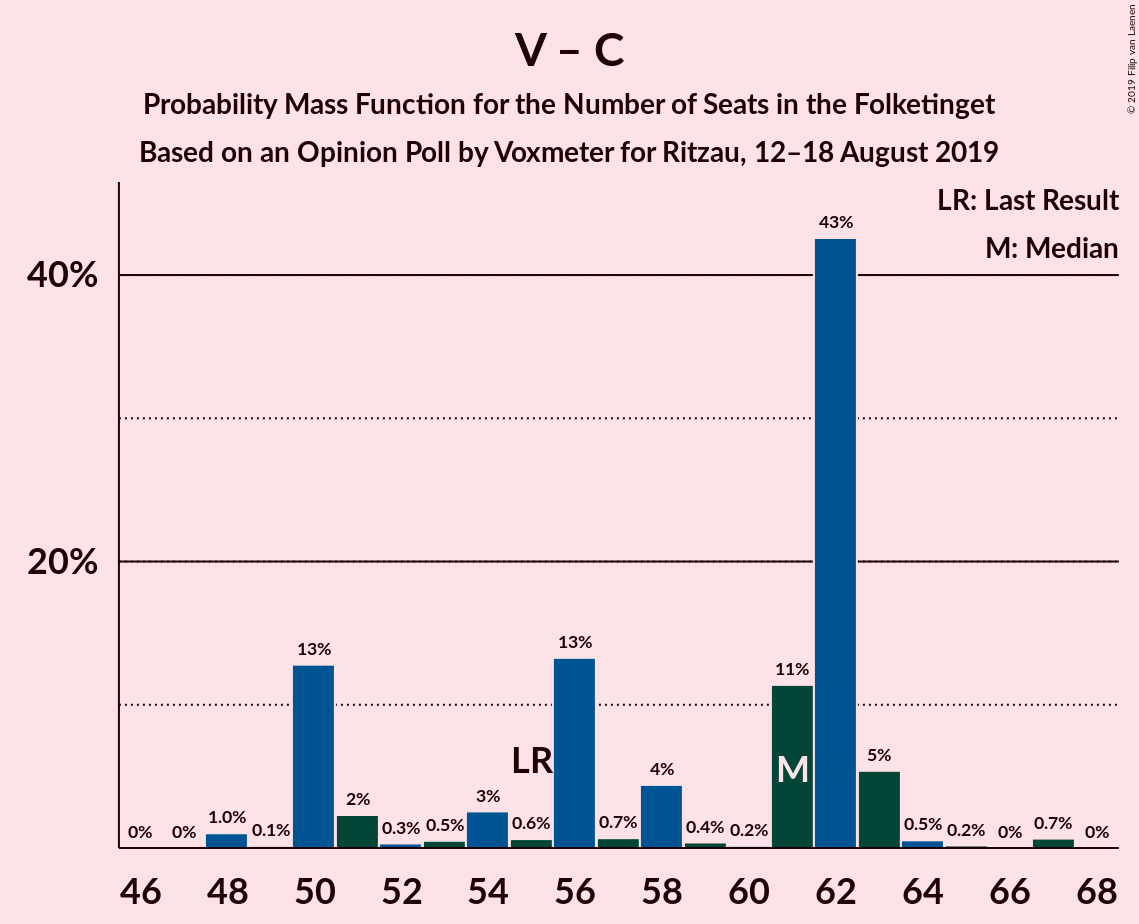 V – C
Probability Mass Function for the Number of Seats in the Folketinget
Based on an Opinion Poll by Voxmeter for Ritzau, 12–18 August 2019
© 2019 Filip van Laenen
LR: Last Result
M: Median
40%
20%
0%
0%
1.0%
0.1%
13%
2%
0.3%
0.5%
3%
0.6%
LR
13%
0.7%
4%
0.4%
0.2%
11%
M
43%
5%
0.5%
0.2%
0%
0.7%
0%
46 48 50 52 54 56 58 60 62 64 66 68